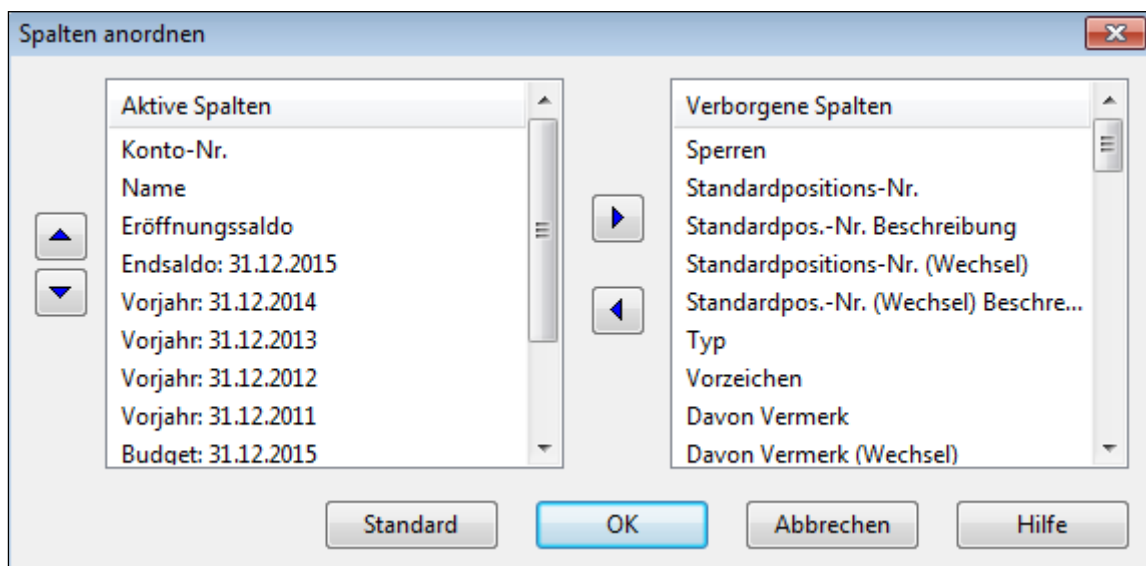 Spalten anordnen
Aktive Spalten
Konto-Nr.
Name
Eröffnungssaldo
Endsaldo: 31.12.2015
Vorjahr: 31.12.2014
Vorjahr: 31.12.2013
Vorjahr: 31.12.2012
Vorjahr: 31.12.2011
Budget: 31.12.2015
Verborgene Spalten
Sperren
Standardpositions-Nr.
Standardpos.-Nr. Beschreibung
Standardpositions-Nr. (Wechsel)
Standardpos.-Nr. (Wechsel) Beschre...
Typ
Vorzeichen
Davon Vermerk
Davon Vermerk (Wechsel)
Standard
OK
Abbrechen
Hilfe